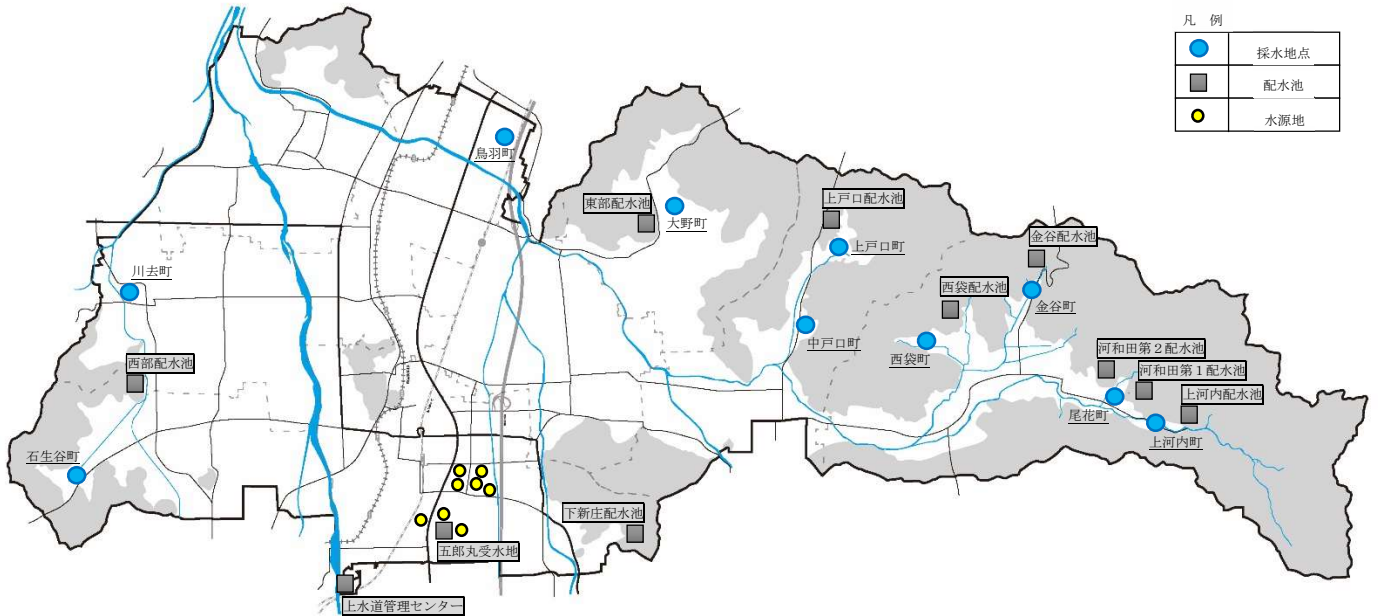 凡 例
採水地点
配水池
水源地
鳥羽町
東部配水池
大野町
上戸口配水池
上戸口町
金谷配水池
川去町
西袋配水池
金谷町
中戸口町
西袋町
西部配水池
河和田第2配水池
河和田第1配水池
上河内配水池
尾花町
上河内町
石生谷町
下新庄配水池
五郎丸受水地
上水道管理センター